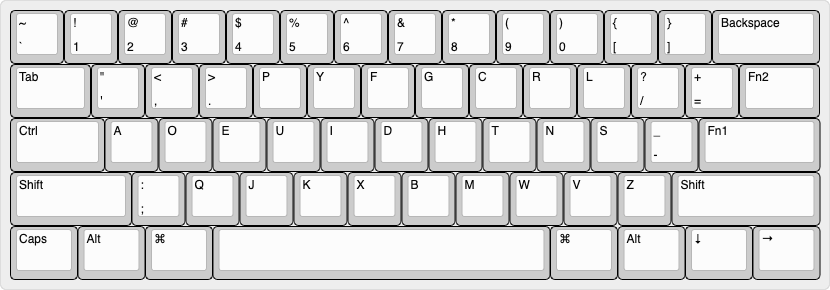 ~ ! @ # $ % ^ & * ( ) { } Backspace
` 1 2 3 4 5 6 7 8 9 0 [ ]
Tab " < > P Y F G C R L ? + Fn2
' , . / =
Ctrl A O E U I D H T N S _ Fn1
-
Shift : Q J K X B M W V Z Shift
;
Caps Alt ⌘ ⌘ Alt ↓ →